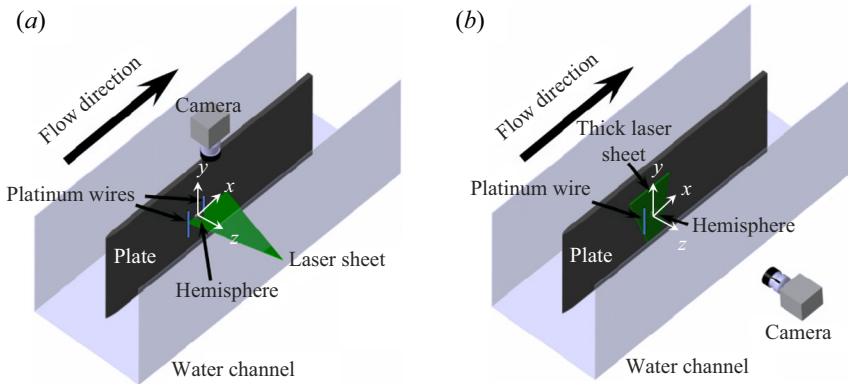 (a)
Flow direction
Camera
Platinum wires
y
x
z
Plate
Laser sheet
Hemisphere
Water channel
(b)
Flow direction
Thick laser
sheet
y
x
Platinum wire
Hemisphere
z
Plate
Camera
Water channel